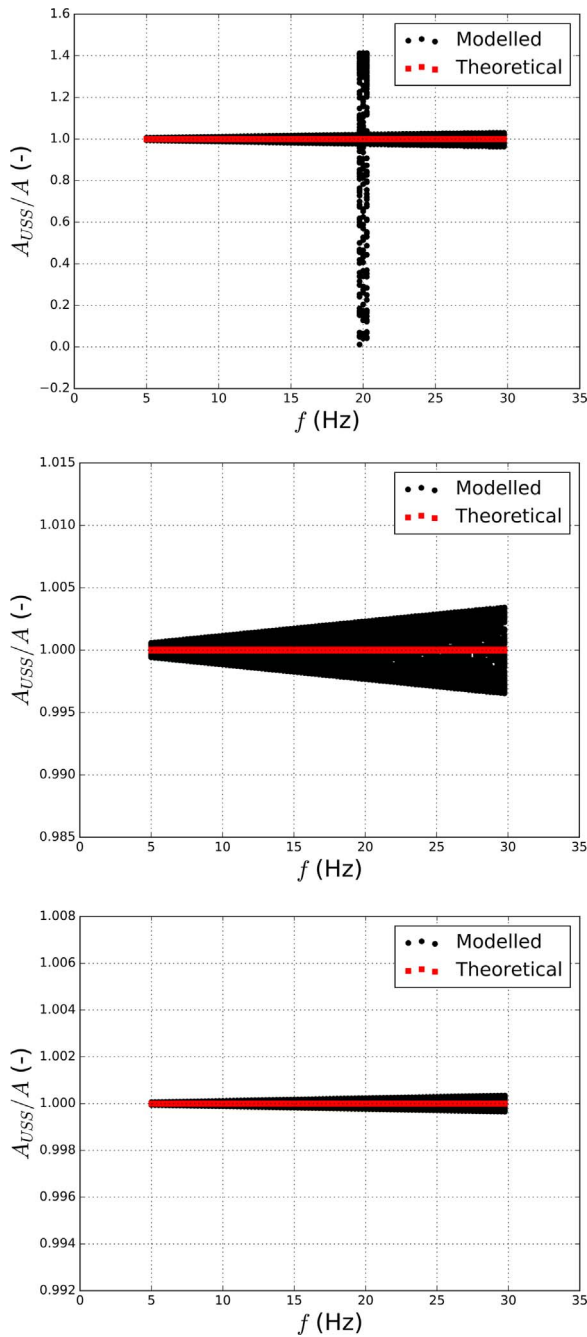 1.6
1.4
1.2
1.0
0.8
0.6
0.4
0.2
0.0
−0.2
A_USS/A (-)
Modelled
Theoretical
0 5 10 15 20 25 30 35
f (Hz)
1.015
1.010
1.005
1.000
0.995
0.990
0.985
A_USS/A (-)
Modelled
Theoretical
0 5 10 15 20 25 30 35
f (Hz)
1.008
1.006
1.004
1.002
1.000
0.998
0.996
0.994
0.992
A_USS/A (-)
Modelled
Theoretical
0 5 10 15 20 25 30 35
f (Hz)